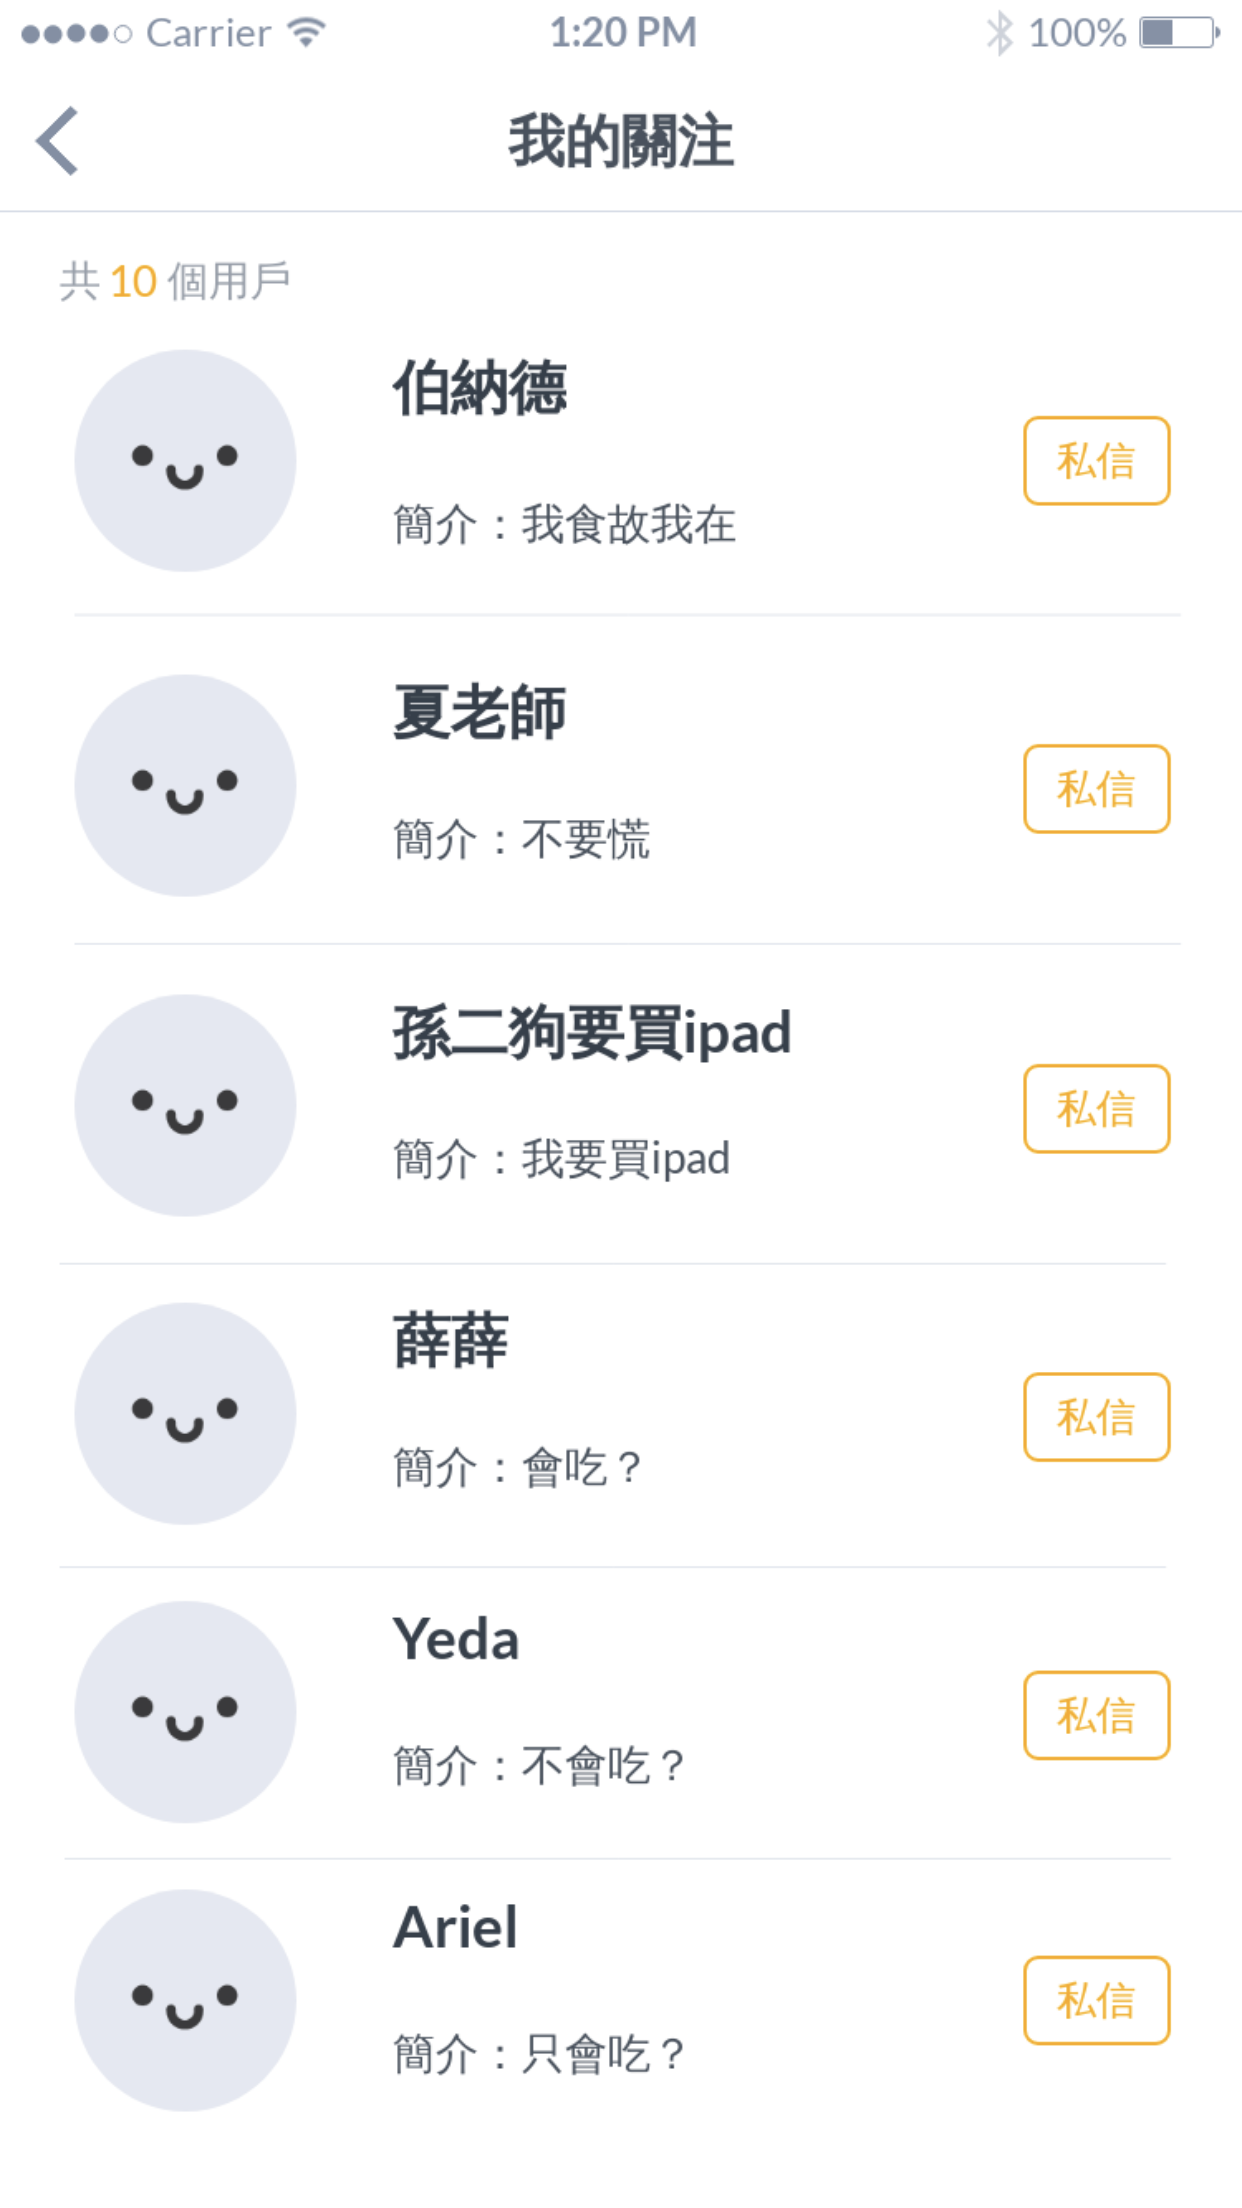 Carrier 1:20 PM 100%
我的關注
共 10 個用戶
伯納德
簡介：我食故我在
私信
夏老師
簡介：不要慌
私信
孫二狗要買ipad
簡介：我要買ipad
私信
薛薛
簡介：會吃？
私信
Yeda
簡介：不會吃？
私信
Ariel
簡介：只會吃？
私信